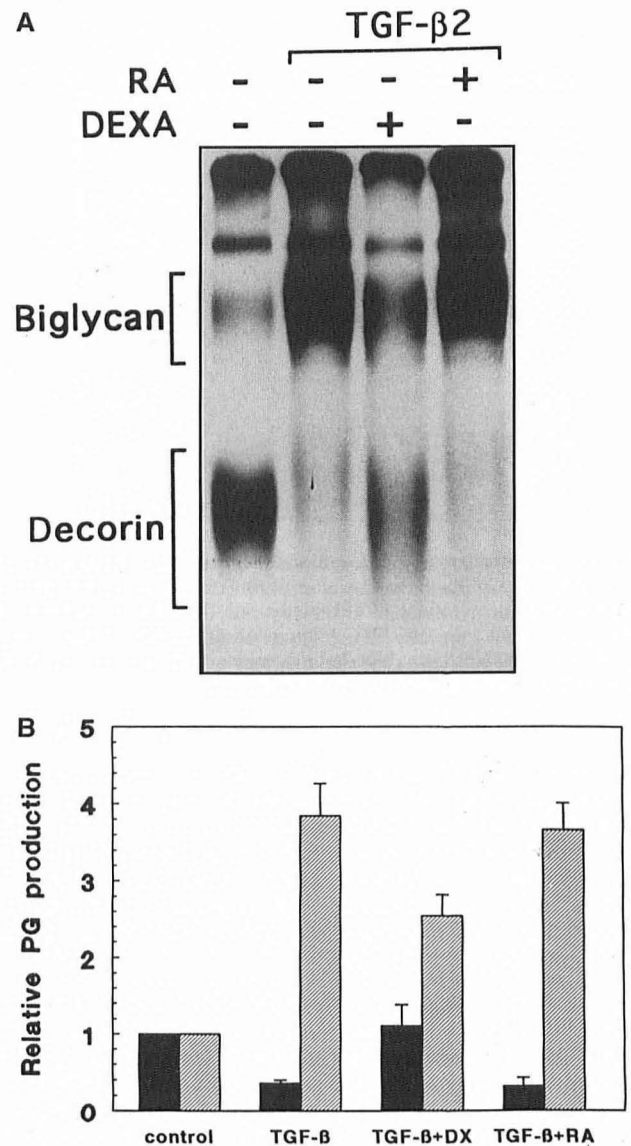 A
TGF-β2
RA - - - +
DEXA - - + -
Biglycan
Decorin
B
Relative PG production
5
4
3
2
1
0
control TGF-β TGF-β+DX TGF-β+RA